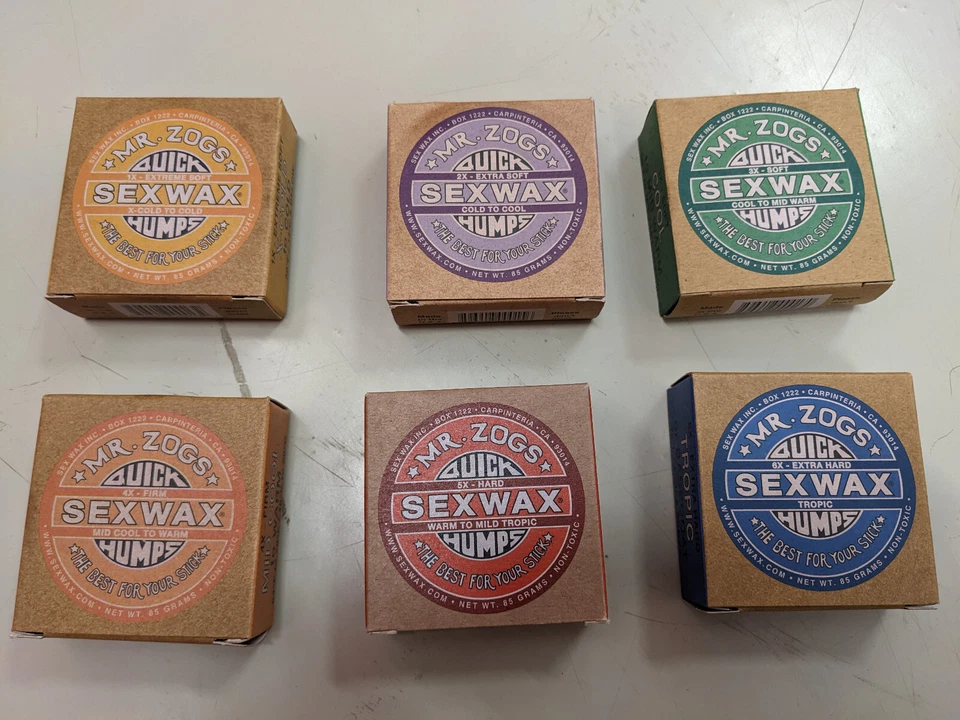 SEX WAX INC. • BOX 1222 • CARPINTERIA • CA • 93014
MR. ZOGS
QUICK
1X - EXTREME SOFT
SEXWAX
X-COLD TO COLD
HUMPS
THE BEST FOR YOUR STICK
WWW.SEXWAX.COM • NET WT. 85 GRAMS • NON-TOXIC
SEX WAX INC. • BOX 1222 • CARPINTERIA • CA • 93014
MR. ZOGS
QUICK
2X - EXTRA SOFT
SEXWAX®
COLD TO COOL
HUMPS
THE BEST FOR YOUR STICK
WWW.SEXWAX.COM • NET WT. 85 GRAMS • NON-TOXIC
Made
Please
COOL
SEX WAX INC. • BOX 1222 • CARPINTERIA • CA • 93014
MR. ZOGS
QUICK
3X - SOFT
SEXWAX
COOL TO MID WARM
HUMPS
THE BEST FOR YOUR STICK
WWW.SEXWAX.COM • NET WT. 85 GRAMS • NON-TOXIC
Made
SEX WAX INC. • BOX 1222 • CARPINTERIA • CA • 93014
MR. ZOGS
QUICK
4X - FIRM
SEXWAX
MID COOL TO WARM
HUMPS
THE BEST FOR YOUR STICK
WWW.SEXWAX.COM • NET WT. 85 GRAMS • NON-TOXIC
SEX WAX INC. • BOX 1222 • CARPINTERIA • CA • 93014
MR. ZOGS
QUICK
5X - HARD
SEXWAX®
WARM TO MILD TROPIC
HUMPS
THE BEST FOR YOUR STICK
WWW.SEXWAX.COM • NET WT. 85 GRAMS • NON-TOXIC
TROPIC
SEX WAX INC. • BOX 1222 • CARPINTERIA • CA • 93014
MR. ZOGS
QUICK
6X - EXTRA HARD
SEXWAX
TROPIC
HUMPS
THE BEST FOR YOUR STICK
WWW.SEXWAX.COM • NET WT. 85 GRAMS • NON-TOXIC